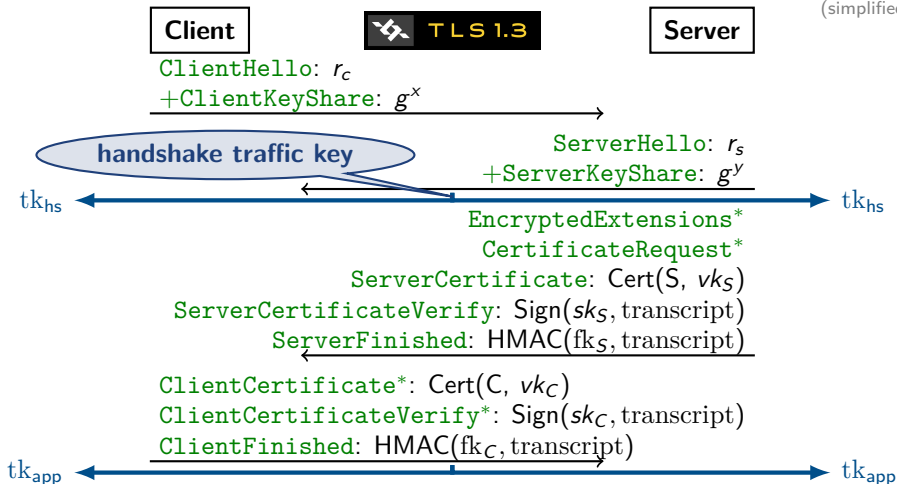 (simplified
Client TLS 1.3 Server
ClientHello: r_c
+ClientKeyShare: g^x
ServerHello: r_s
handshake traffic key
+ServerKeyShare: g^y
tk_hs tk_hs
EncryptedExtensions*
CertificateRequest*
ServerCertificate: Cert(S, vk_S)
ServerCertificateVerify: Sign(sk_S, transcript)
ServerFinished: HMAC(fk_S, transcript)
ClientCertificate*: Cert(C, vk_C)
ClientCertificateVerify*: Sign(sk_C, transcript)
ClientFinished: HMAC(fk_C, transcript)
tk_app tk_app